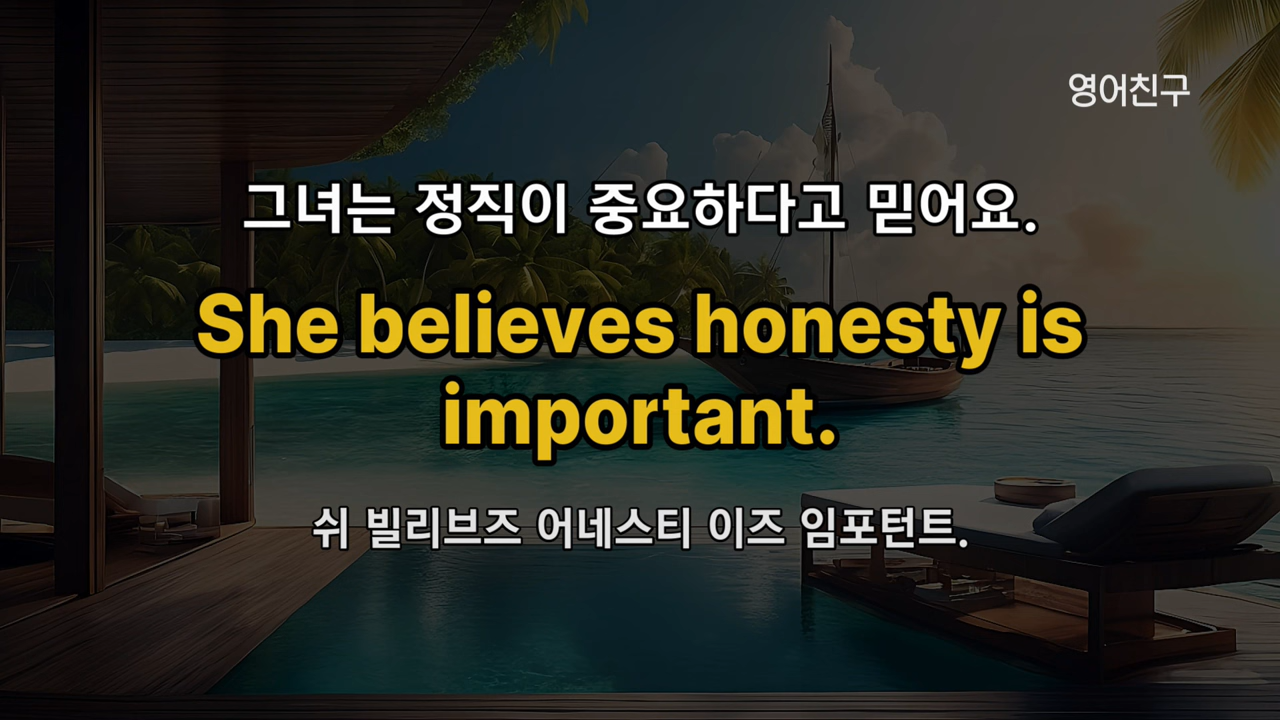 영어친구
그녀는 정직이 중요하다고 믿어요.
She believes honesty is
important.
쉬 빌리브즈 어네스티 이즈 임포턴트.